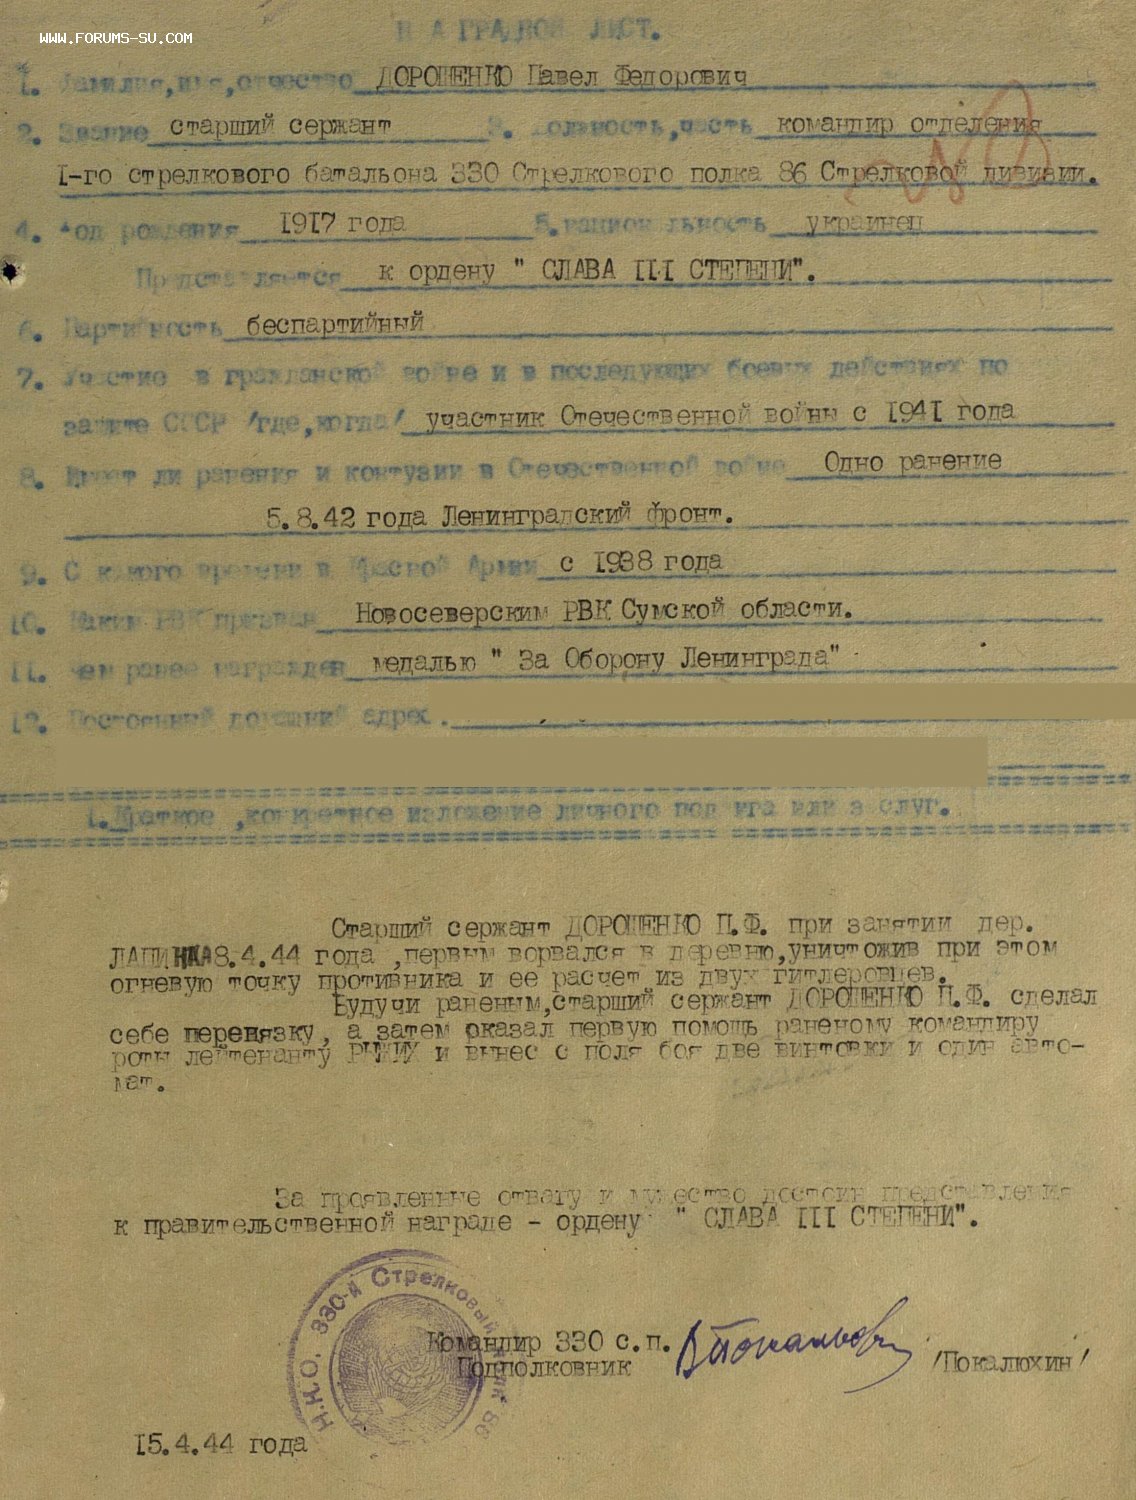 WWW.FORUMS-SU.COM
НАГРАДНОЙ ЛИСТ.
1. Фамилия,имя,отчество ДОРОШЕНКО Павел Федорович
2. Звание старший сержант 3. Должность,часть командир отделения
I-го стрелкового батальона 330 Стрелкового полка 86 Стрелковой дивизии.
4. Год рождения 1917 года 5. национальность украинец
Представляется к ордену " СЛАВА III СТЕПЕНИ".
6. Партийность беспартийный
7. Участие в гражданской войне и в последующих боевых действиях по
защите СССР /где,когда/ участник Отечественной войны с 1941 года
8. Имеет ли ранения и контузии в Отечественной войне Одно ранение
5.8.42 года Ленинградский фронт.
9. С какого времени в Красной Армии с 1938 года
10. Каким РВК призван Новосеверским РВК Сумской области.
11. Чем ранее награжден медалью " За Оборону Ленинграда"
12. Постоянный домашний адрес.
1. Краткое ,конкретное изложение личного подвига или заслуг.
Старший сержант ДОРОШЕНКО П.Ф. при занятии дер.
8.4.44 года ,первым ворвался в деревню,уничтожив при этом
огневую точку противника и ее расчет из двух гитлеровцев.
Будучи раненым,старший сержант ДОРОШЕНКО П.Ф. сделал
себе перевязку, а затем оказал первую помощь раненому командиру
роты лейтенанту и вынес с поля боя две винтовки и один авто-
мат.
За проявленные отвагу и мужество достоин представления
к правительственной награде - ордену " СЛАВА III СТЕПЕНИ".
Н.К.О. 330-й Стрелковый полк 86
Командир 330 с.п.
Подполковник /Покалюхин/
15.4.44 года